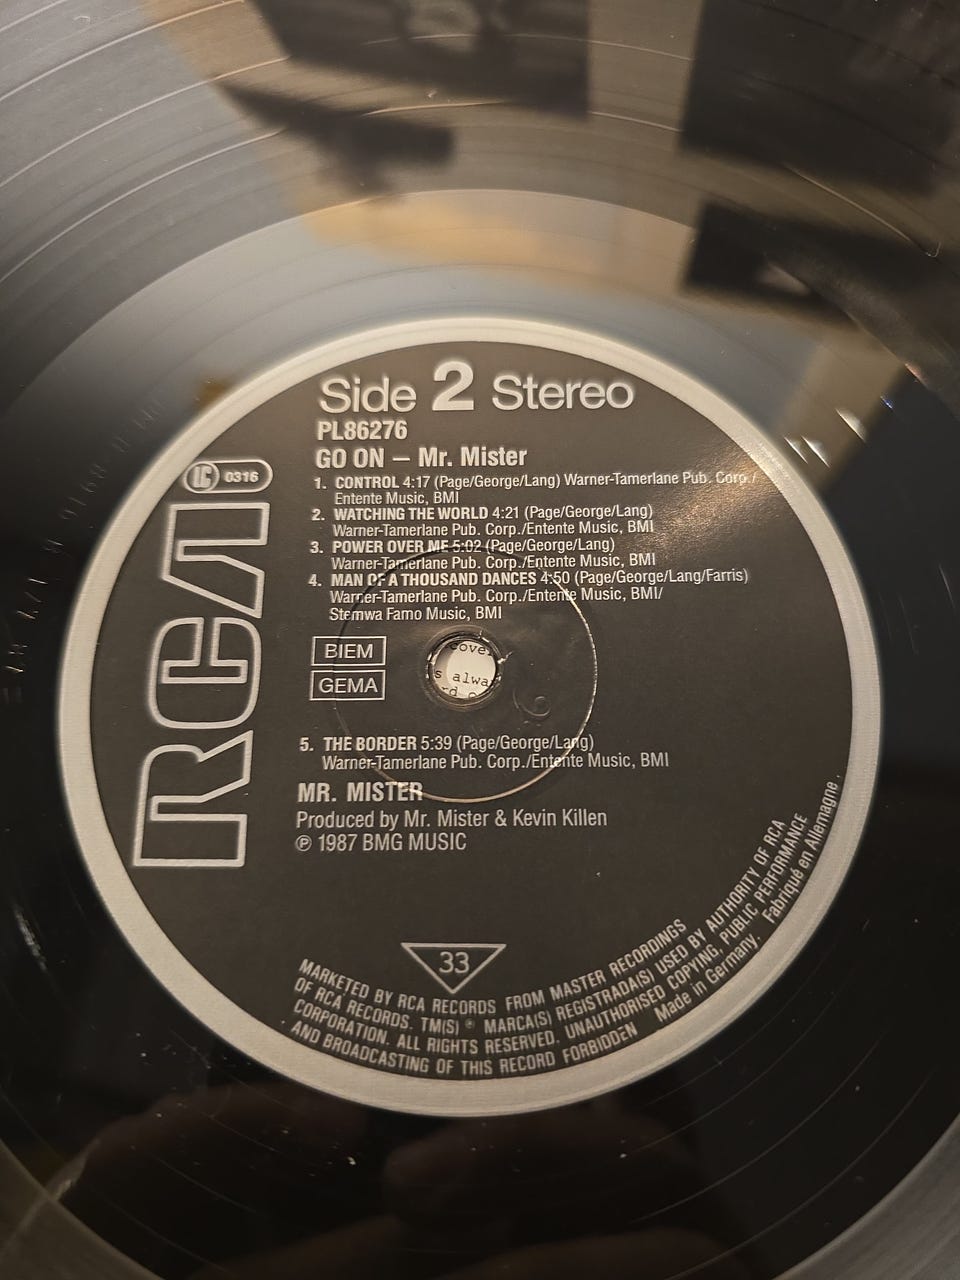 Side 2 Stereo
PL86276
GO ON – Mr. Mister
LC 0316
1. CONTROL 4:17 (Page/George/Lang) Warner-Tamerlane Pub. Corp./
Entente Music, BMI
2. WATCHING THE WORLD 4:21 (Page/George/Lang)
Warner-Tamerlane Pub. Corp./Entente Music, BMI
3. POWER OVER ME 5:02 (Page/George/Lang)
Warner-Tamerlane Pub. Corp./Entente Music, BMI
4. MAN OF A THOUSAND DANCES 4:50 (Page/George/Lang/Farris)
Warner-Tamerlane Pub. Corp./Entente Music, BMI/
Stemwa Famo Music, BMI
RCA
BIEM
GEMA
5. THE BORDER 5:39 (Page/George/Lang)
Warner-Tamerlane Pub. Corp./Entente Music, BMI
MR. MISTER
Produced by Mr. Mister & Kevin Killen
℗ 1987 BMG MUSIC
33
MARKETED BY RCA RECORDS FROM MASTER RECORDINGS
OF RCA RECORDS. TM(S) ® MARCA(S) REGISTRADA(S) USED BY AUTHORITY OF RCA
CORPORATION. ALL RIGHTS RESERVED. UNAUTHORISED COPYING, PUBLIC PERFORMANCE
AND BROADCASTING OF THIS RECORD FORBIDDEN Made in Germany. Fabriqué en Allemagne.